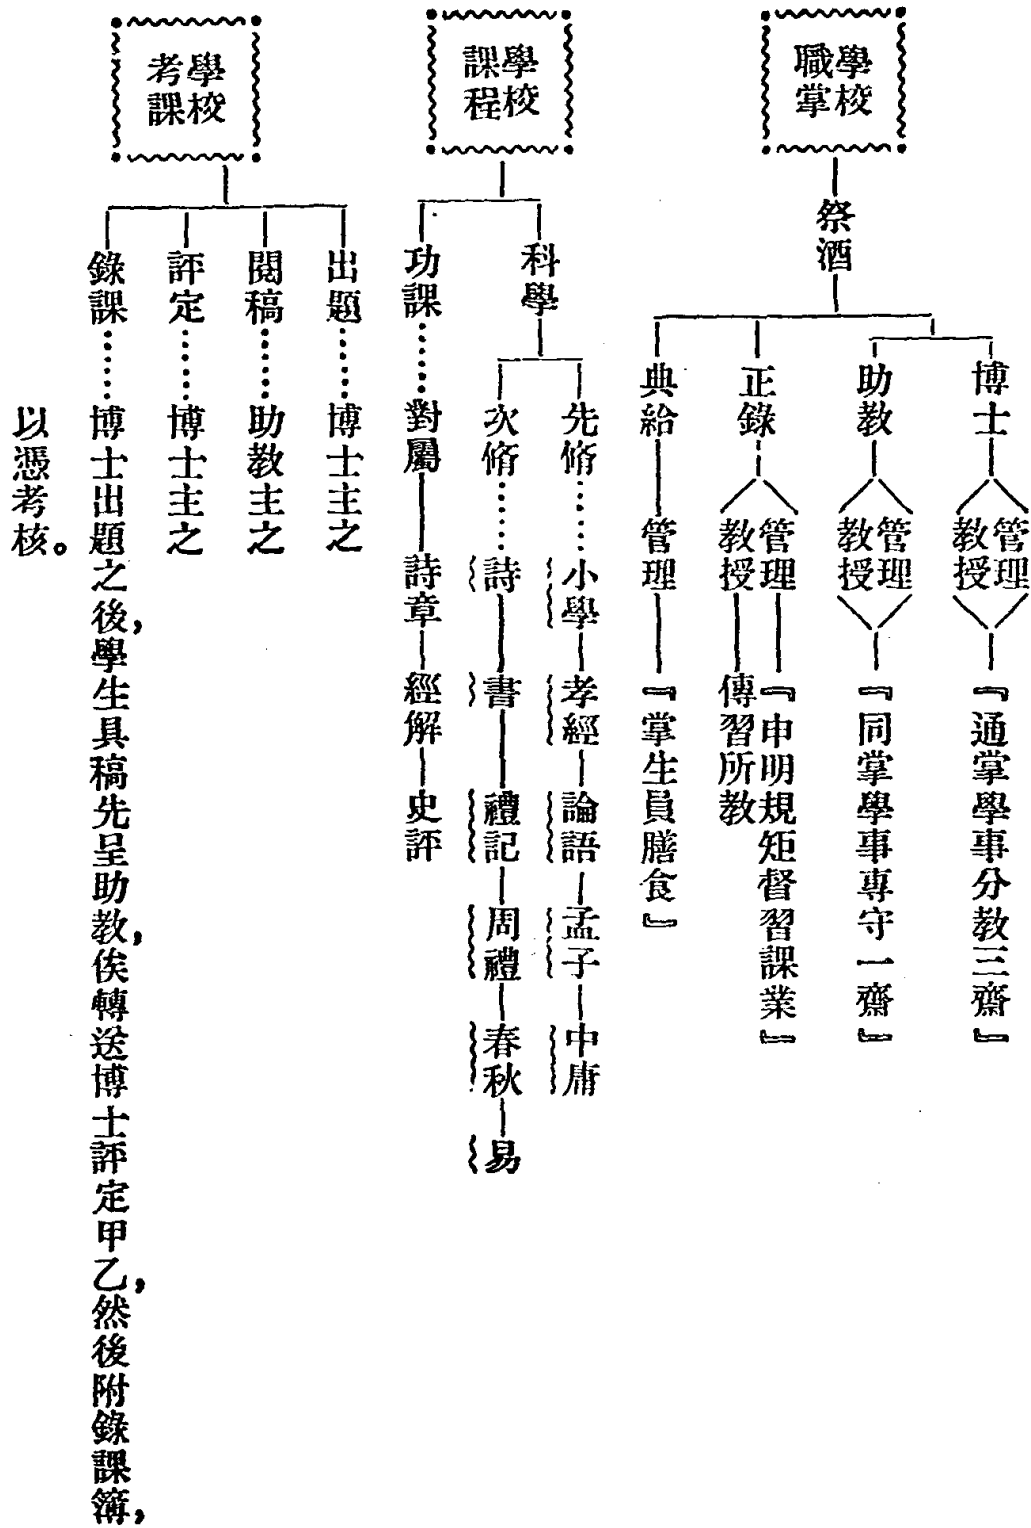 學校
職掌
祭酒
博士
管理
教授
『通掌學事分教三齋』
助教
管理
教授
『同掌學事專守一齋』
正錄
管理
『申明規矩督習課業』
教授
傳習所教
典給
管理
『掌生員膳食』
學校
課程
科學
先脩……小學—孝經—論語—孟子—中庸
次脩……詩—書—禮記—周禮—春秋—易
功課……對屬—詩章—經解—史評
學校
考課
出題……博士主之
閱稿……助教主之
評定……博士主之
錄課……博士出題之後,學生具稿先呈助教,俟轉送博士評定甲乙,然後附錄課簿,
以憑考核。